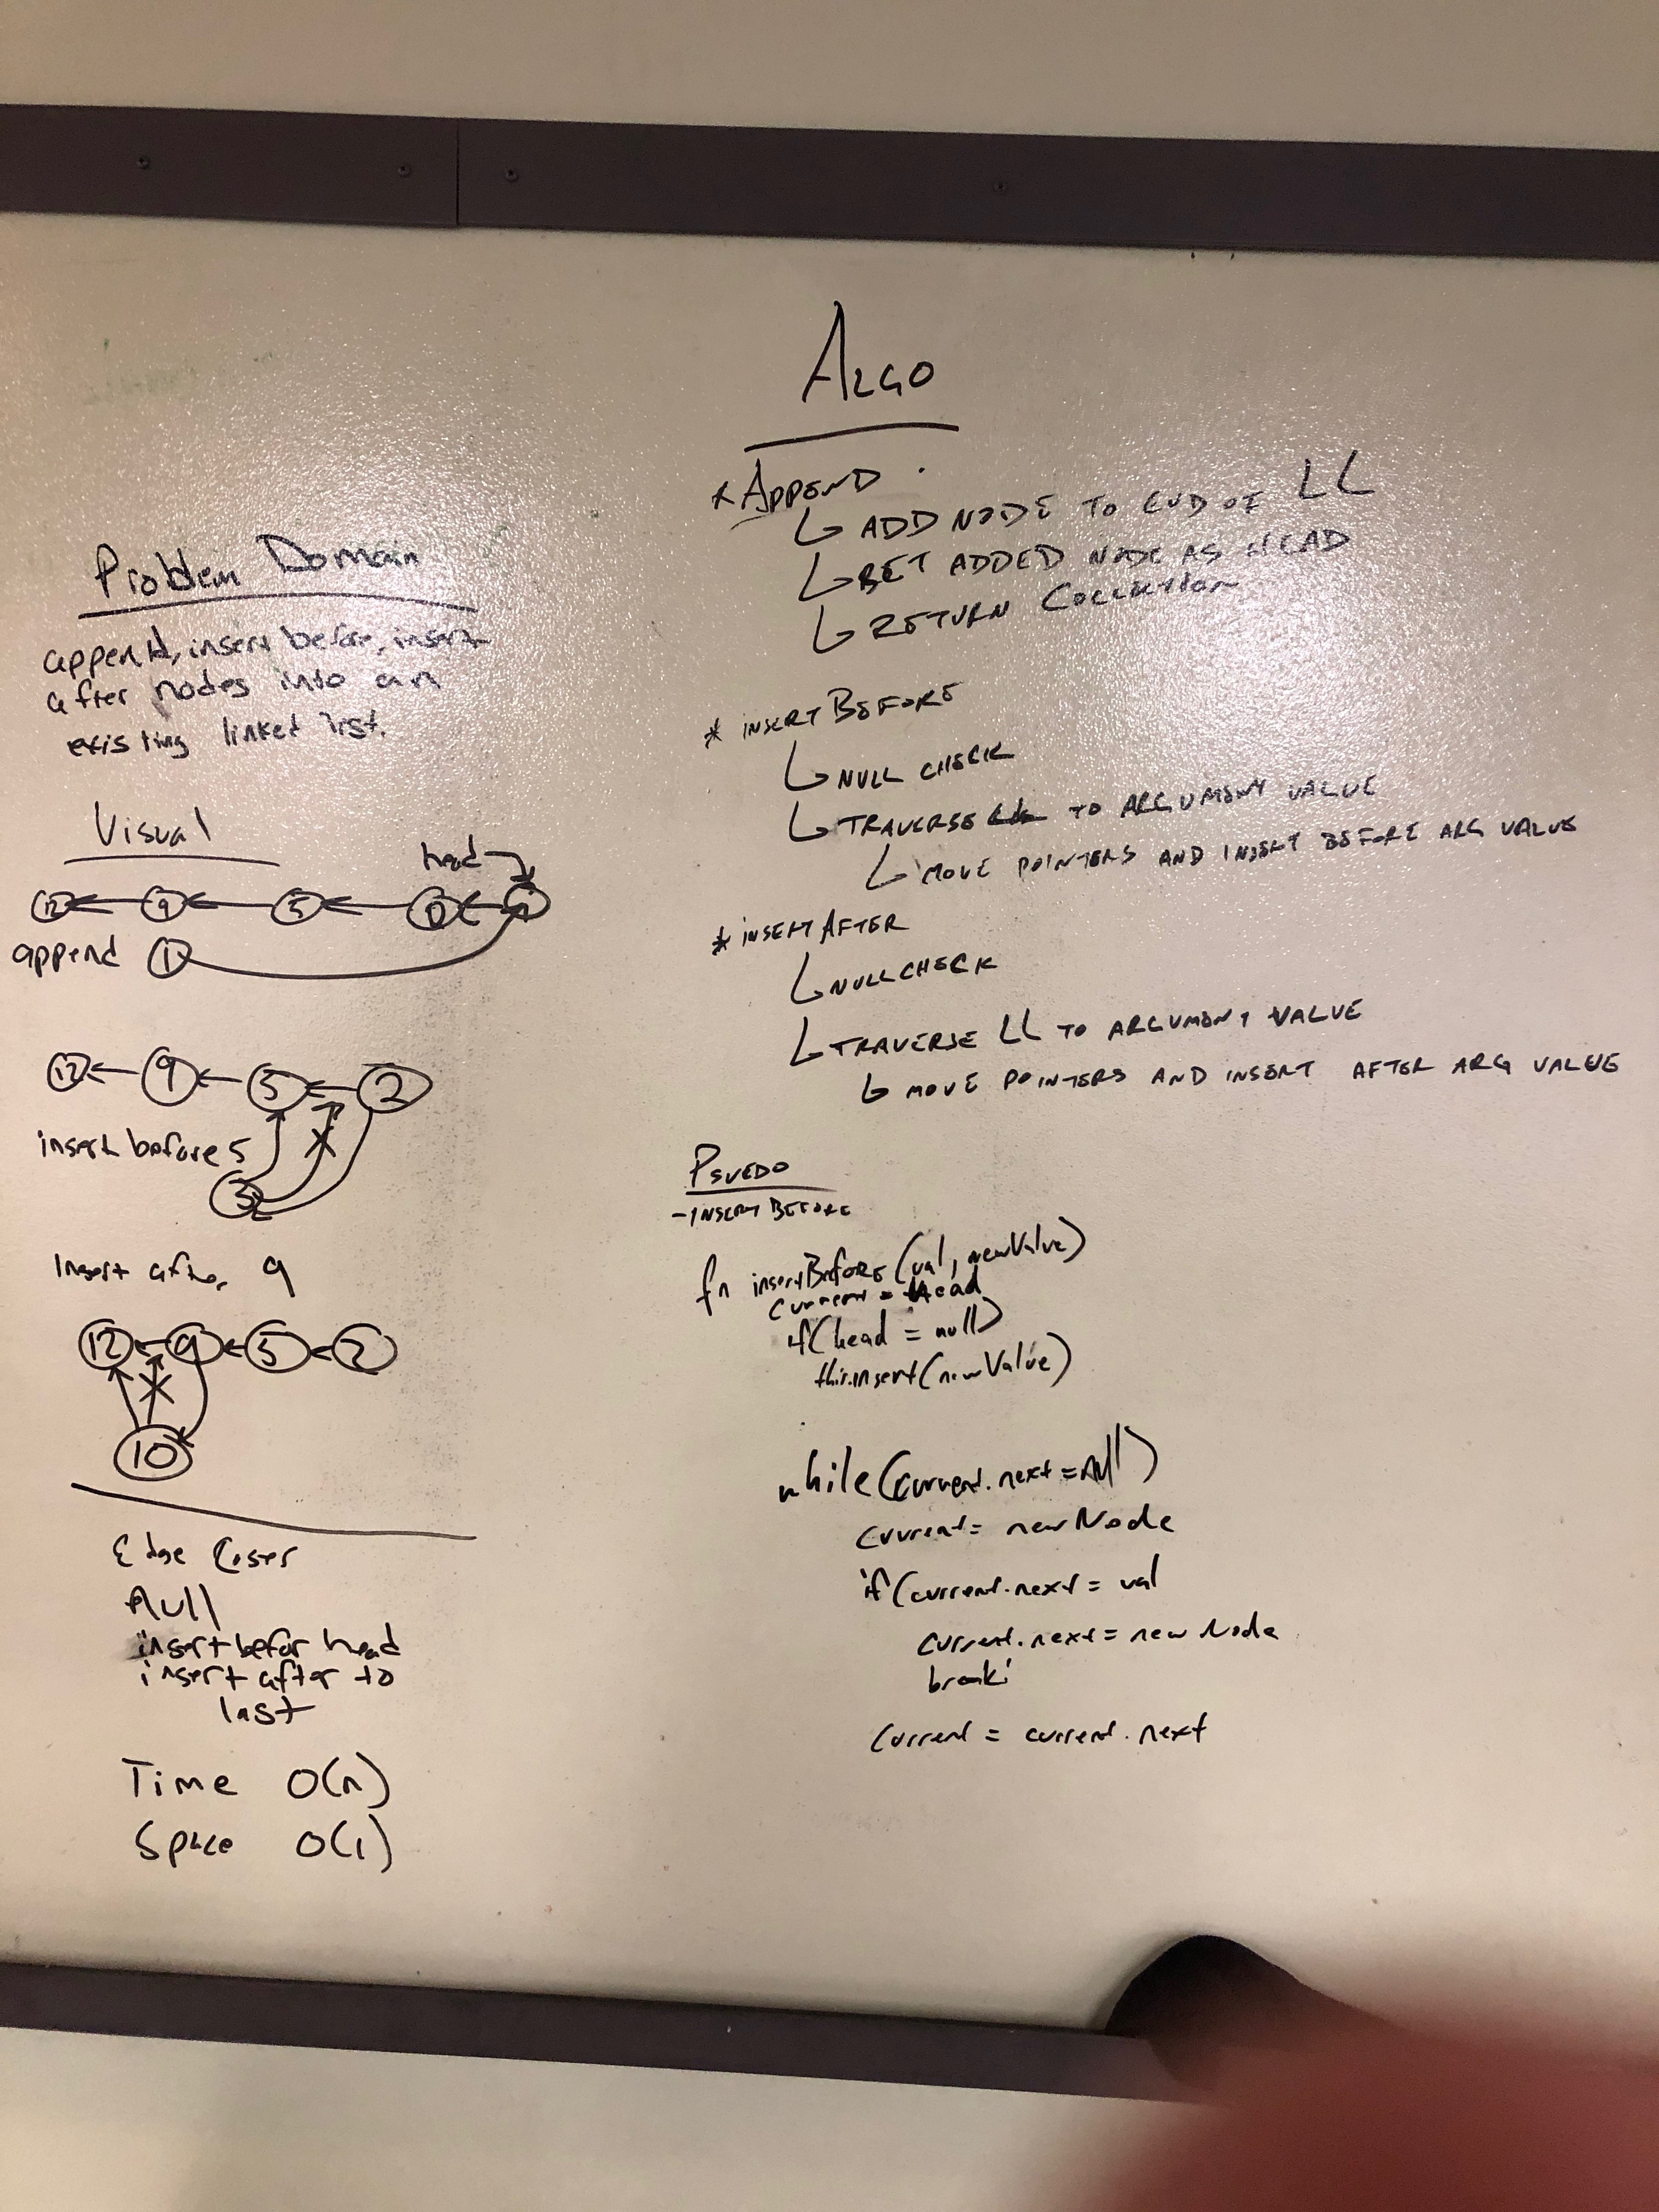 Problem Domain
append, insert before, insert
after nodes into an
existing linked list.
Visual
head
12 9 5
append 1
12 9 5 2
insert before 5
3
Insert after 9
12 9 5 2
10
Edge Cases
Null
insert befor head
insert after to
last
Time O(n)
Space O(1)
ALGO
* APPEND
ADD NODE TO END OF LL
SET ADDED NODE AS HEAD
RETURN COLLECTION
* INSERT BEFORE
NULL CHECK
TRAVERSE TO ARGUMENT VALUE
MOVE POINTERS AND INSERT BEFORE ARG VALUE
* INSERT AFTER
NULL CHECK
TRAVERSE LL TO ARGUMENT VALUE
MOVE POINTERS AND INSERT AFTER ARG VALUE
PSUEDO
- INSERT BEFORE
fn insertBefore (val, newValue)
current = Head
if (head = null)
this.insert(newValue)
while (current.next = null)
current = newNode
if (current.next = val
current.next = new Node
break;
current = current.next